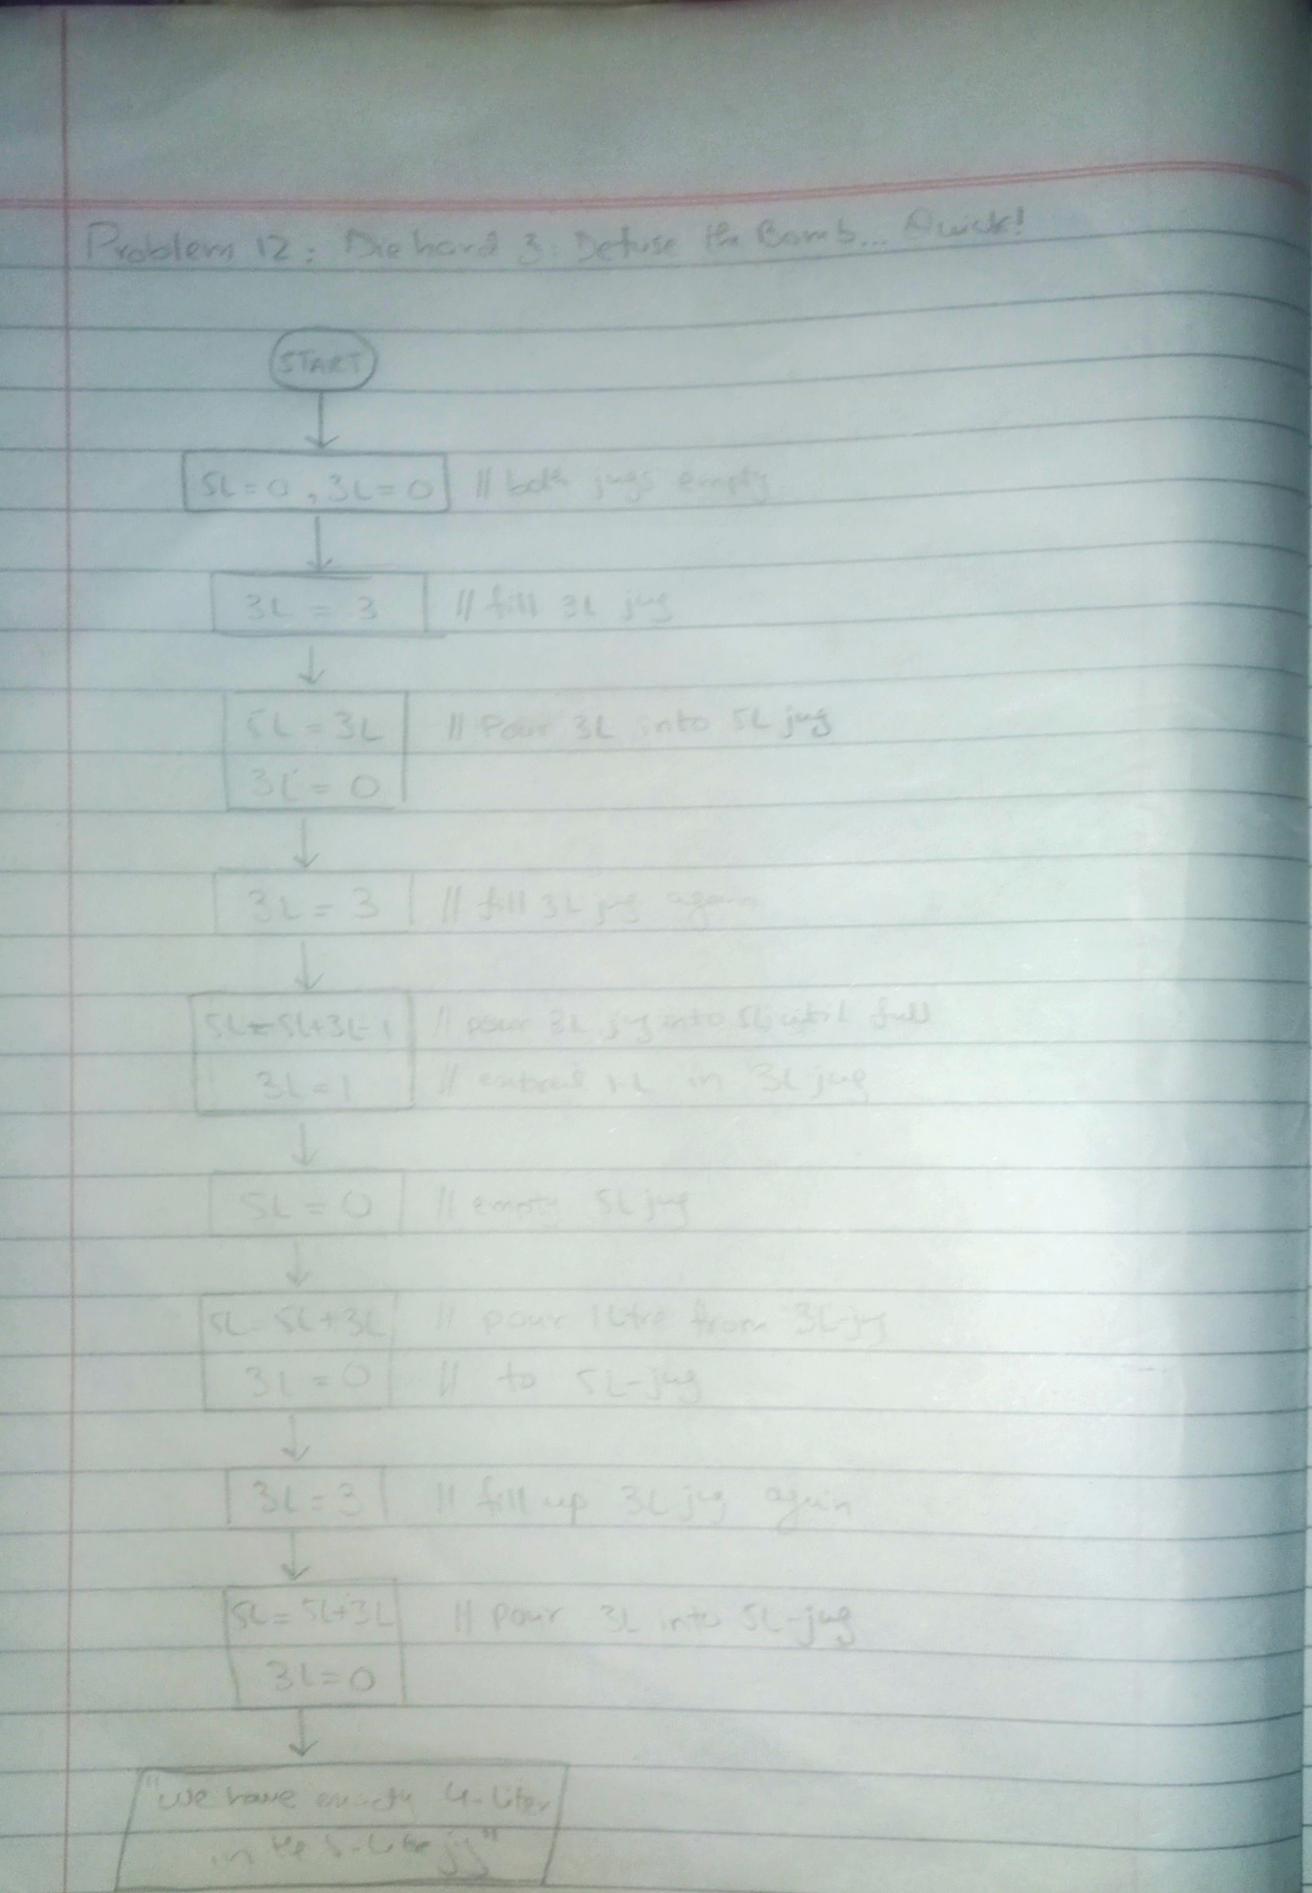 Problem 12: Die hard 3: Defuse the Bomb... Quick!
START
5L=0, 3L=0 // both jugs empty
3L = 3 // fill 3L jug
5L = 3L // Pour 3L into 5L jug
3L = 0
3L = 3 // fill 3L jug again
5L=5L+3L-1 // pour 3L jug into 5L until full
3L=1 // 1L in 3L jug
5L = 0 // empty 5L jug
5L=5L+3L // pour 1 litre from 3L-jug
3L = 0 // to 5L-jug
3L = 3 // fill up 3L jug again
5L = 5L+3L // Pour 3L into 5L-jug
3L=0
"We have exactly 4-Liter
in the 5-Litre jug"